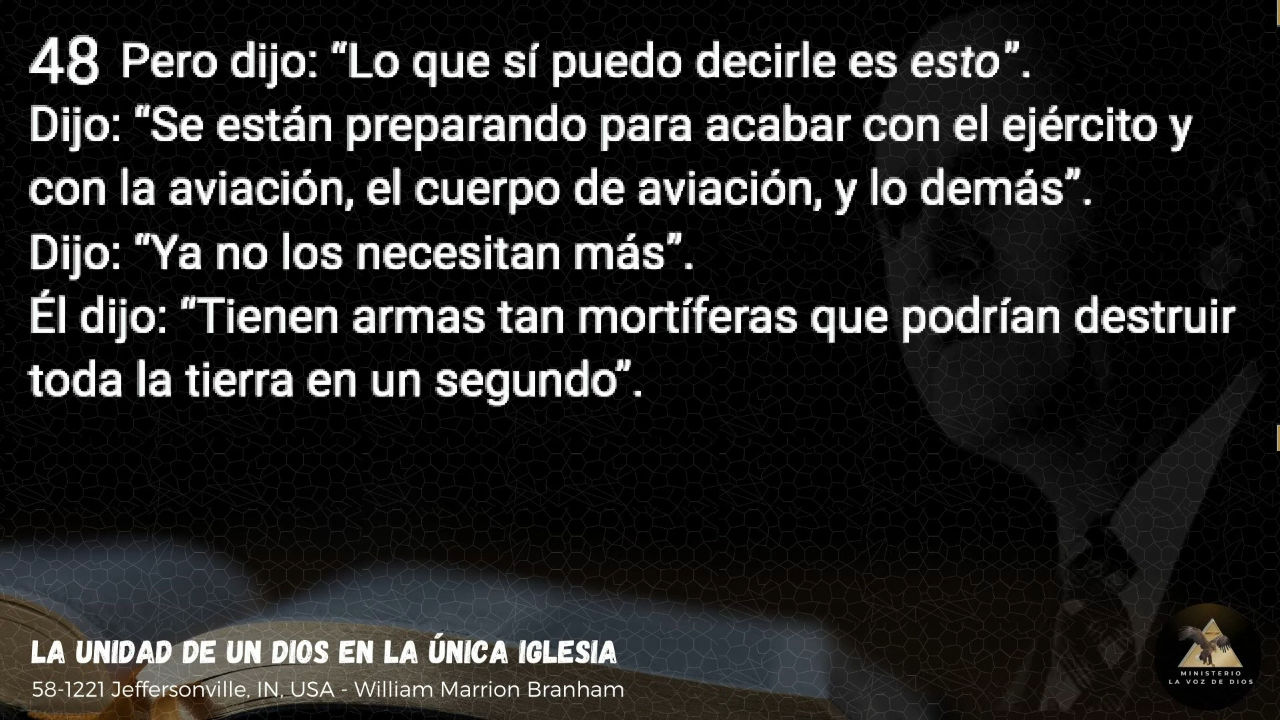 48 Pero dijo: “Lo que sí puedo decirle es esto”.
Dijo: “Se están preparando para acabar con el ejército y
con la aviación, el cuerpo de aviación, y lo demás”.
Dijo: “Ya no los necesitan más”.
Él dijo: “Tienen armas tan mortíferas que podrían destruir
toda la tierra en un segundo”.
LA UNIDAD DE UN DIOS EN LA ÚNICA IGLESIA
58-1221 Jeffersonville, IN, USA - William Marrion Branham
MINISTERIO
LA VOZ DE DIOS